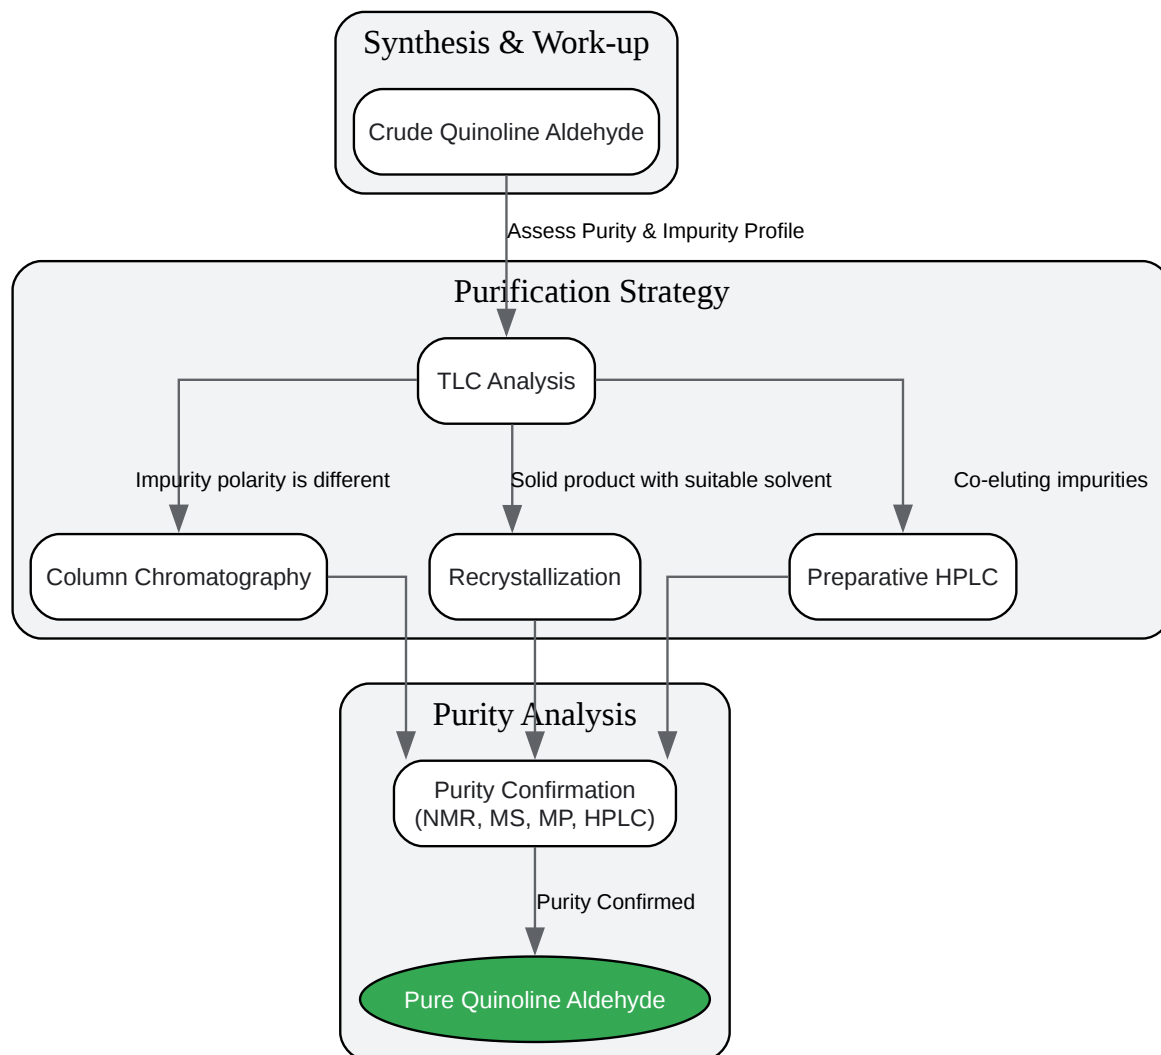 Synthesis & Work-up
Crude Quinoline Aldehyde
Assess Purity & Impurity Profile
Purification Strategy
TLC Analysis
Impurity polarity is different
Solid product with suitable solvent
Co-eluting impurities
Column Chromatography
Recrystallization
Preparative HPLC
Purity Analysis
Purity Confirmation
(NMR, MS, MP, HPLC)
Purity Confirmed
Pure Quinoline Aldehyde